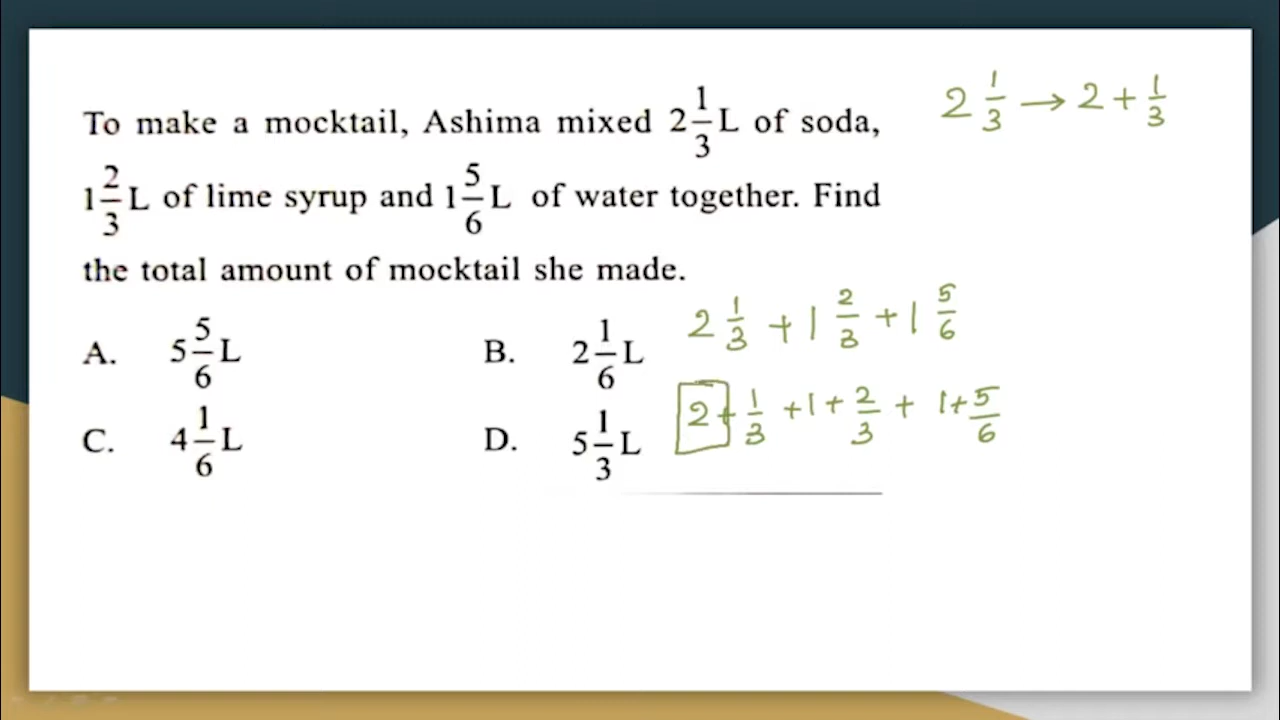 To make a mocktail, Ashima mixed 2 1/3 L of soda,
1 2/3 L of lime syrup and 1 5/6 L of water together. Find
the total amount of mocktail she made.
A. 5 5/6 L B. 2 1/6 L
C. 4 1/6 L D. 5 1/3 L
2 1/3 → 2 + 1/3
2 1/3 + 1 2/3 + 1 5/6
2 + 1/3 + 1 + 2/3 + 1 + 5/6